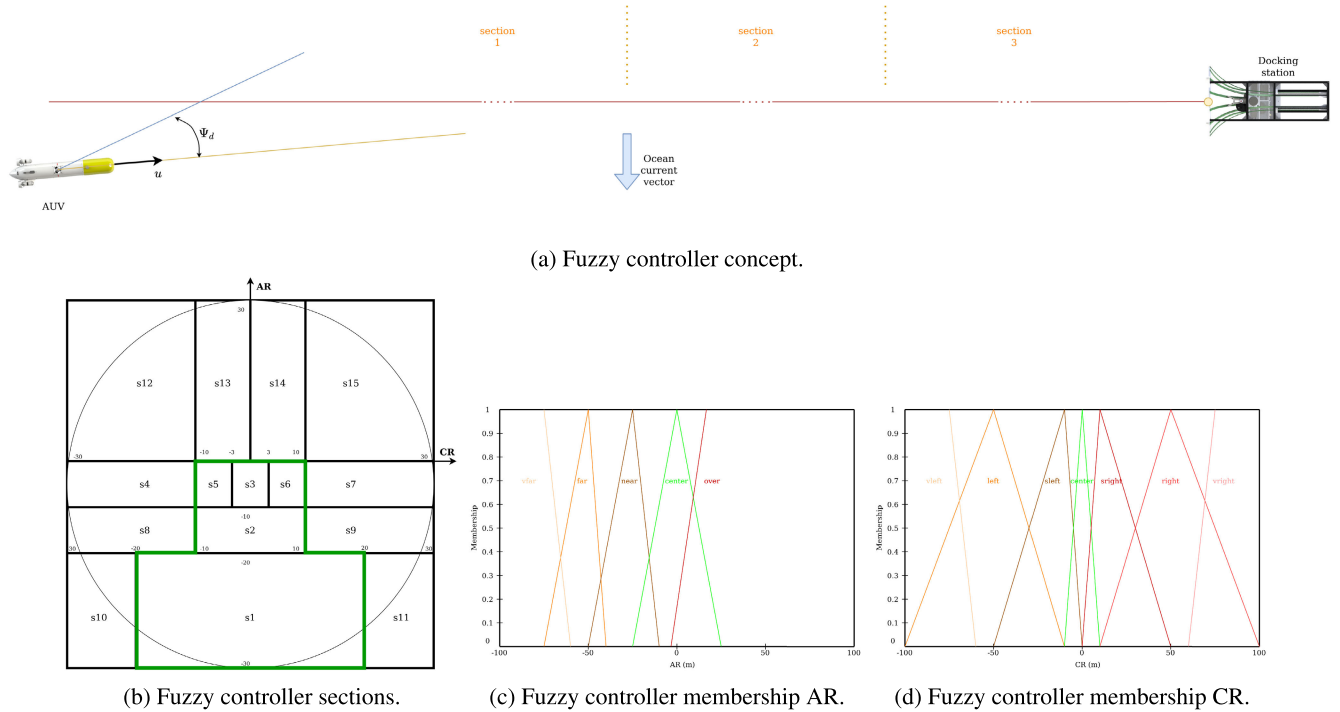 section
1
section
2
section
3
Docking
station
Ψd
u
AUV
Ocean
current
vector
(a) Fuzzy controller concept.
AR
30
s12
s13
s14
s15
-30
-10
-3
3
10
30
CR
s4
s5
s3
s6
s7
-10
s8
s2
s9
-30
-20
-10
10
20
30
-20
s10
s1
s11
-30
(b) Fuzzy controller sections.
1
0.9
0.8
0.7
0.6
0.5
0.4
0.3
0.2
0.1
0
Membership
vfar
far
near
center
over
-100
-50
0
50
100
AR (m)
(c) Fuzzy controller membership AR.
1
0.9
0.8
0.7
0.6
0.5
0.4
0.3
0.2
0.1
0
Membership
vleft
left
sleft
center
sright
right
vright
-100
-50
0
50
100
CR (m)
(d) Fuzzy controller membership CR.